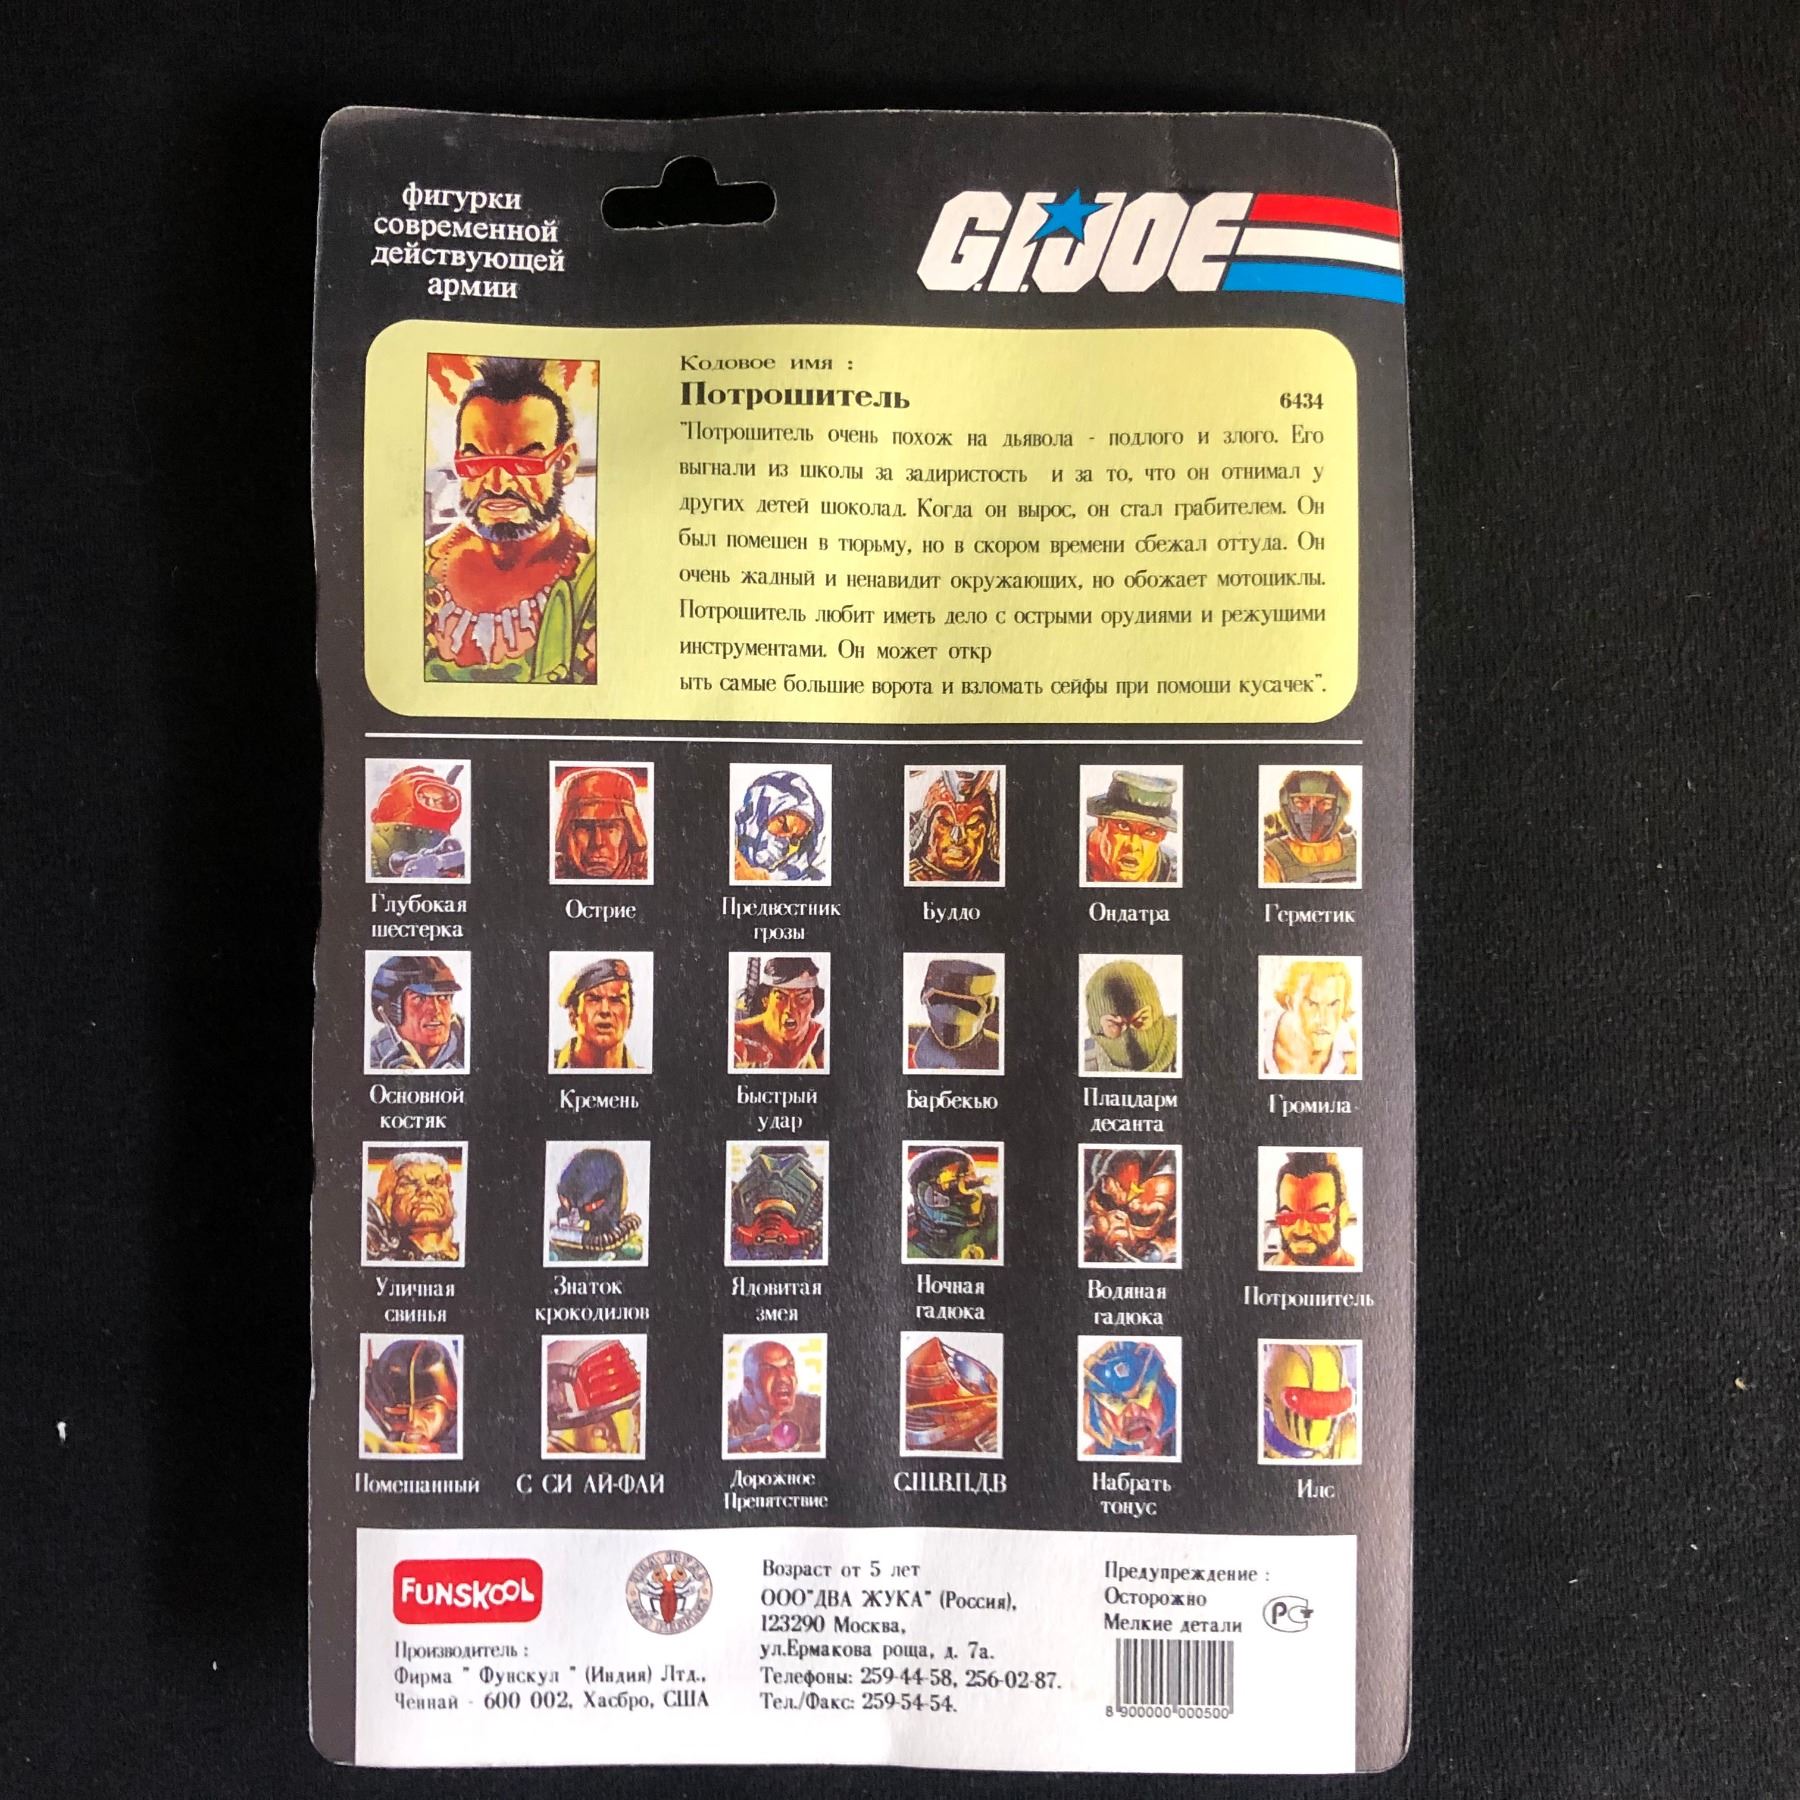 фигурки
современной
действующей
армии
G.I.JOE
Кодовое имя :
Потрошитель 6434
"Потрошитель очень похож на дьявола - подлого и злого. Его
выгнали из школы за задиристость и за то, что он отнимал у
других детей шоколад. Когда он вырос, он стал грабителем. Он
был помешен в тюрьму, но в скором времени сбежал оттуда. Он
очень жадный и ненавидит окружаюших, но обожает мотоциклы.
Потрошитель любит иметь дело с острыми орудиями и режушими
инструментами. Он может откр
ыть самые большие ворота и взломать сейфы при помоши кусачек".
Глубокая
шестерка
Острие
Предвестник
грозы
Буддо
Ондатра
Герметик
Основной
костяк
Кремень
Быстрый
удар
Барбекью
Плацдарм
десанта
Громила
Уличная
свинья
Знаток
крокодилов
Ядовитая
змея
Ночная
гадюка
Водяная
гадюка
Потрошитель
Помешанный
С СИ АЙ-ФАЙ
Дорожное
Препятствие
С.Ш.В.П.Д.В
Набрать
тонус
Илс
FUNSKOOL
Производитель :
Фирма " Фунскул " (Индия) Лтд.,
Ченнай - 600 002, Хасбро, США
Возраст от 5 лет
ООО"ДВА ЖУКА" (Россия),
123290 Москва,
ул.Ермакова роща, д. 7а.
Телефоны: 259-44-58, 256-02-87.
Тел./Факс: 259-54-54.
Предупреждение :
Осторожно
Мелкие детали
РСТ
8 900000 000500